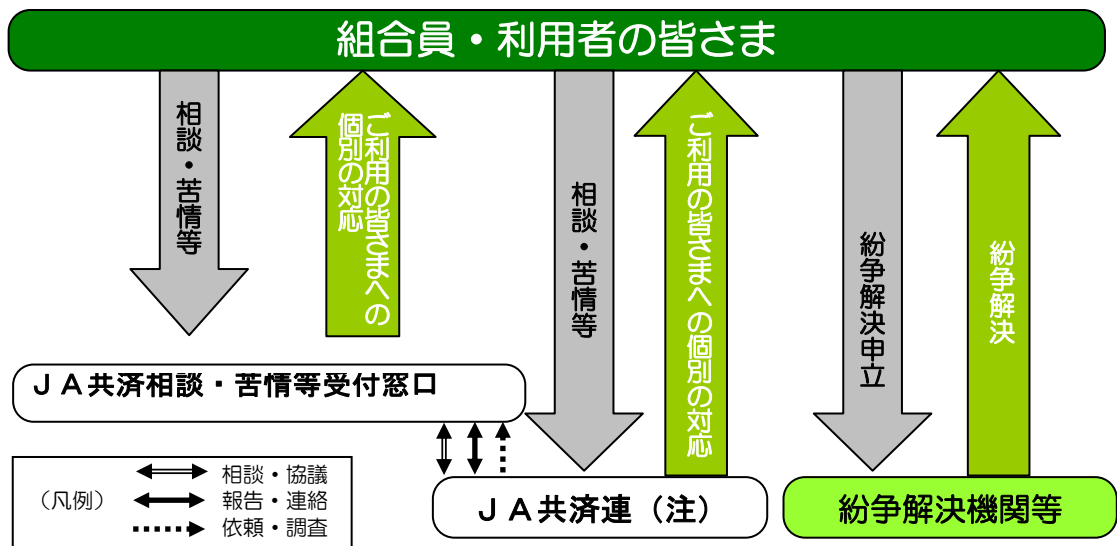 組合員・利用者の皆さま
相談・苦情等
ご利用の皆さまへの
個別の対応
相談・苦情等
ご利用の皆さまへ の個別の対応
紛争解決申立
紛争解決
ＪＡ共済相談・苦情等受付窓口
ＪＡ共済連（注）
紛争解決機関等
（凡例）
相談・協議
報告・連絡
依頼・調査